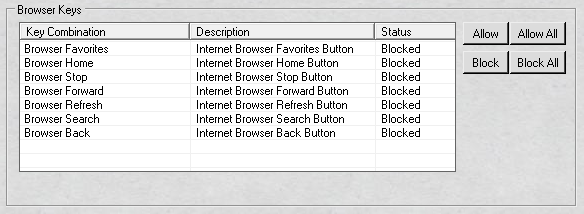 Browser Keys
Key Combination Description Status
Browser Favorites Internet Browser Favorites Button Blocked
Browser Home Internet Browser Home Button Blocked
Browser Stop Internet Browser Stop Button Blocked
Browser Forward Internet Browser Forward Button Blocked
Browser Refresh Internet Browser Refresh Button Blocked
Browser Search Internet Browser Search Button Blocked
Browser Back Internet Browser Back Button Blocked
Allow Allow All
Block Block All